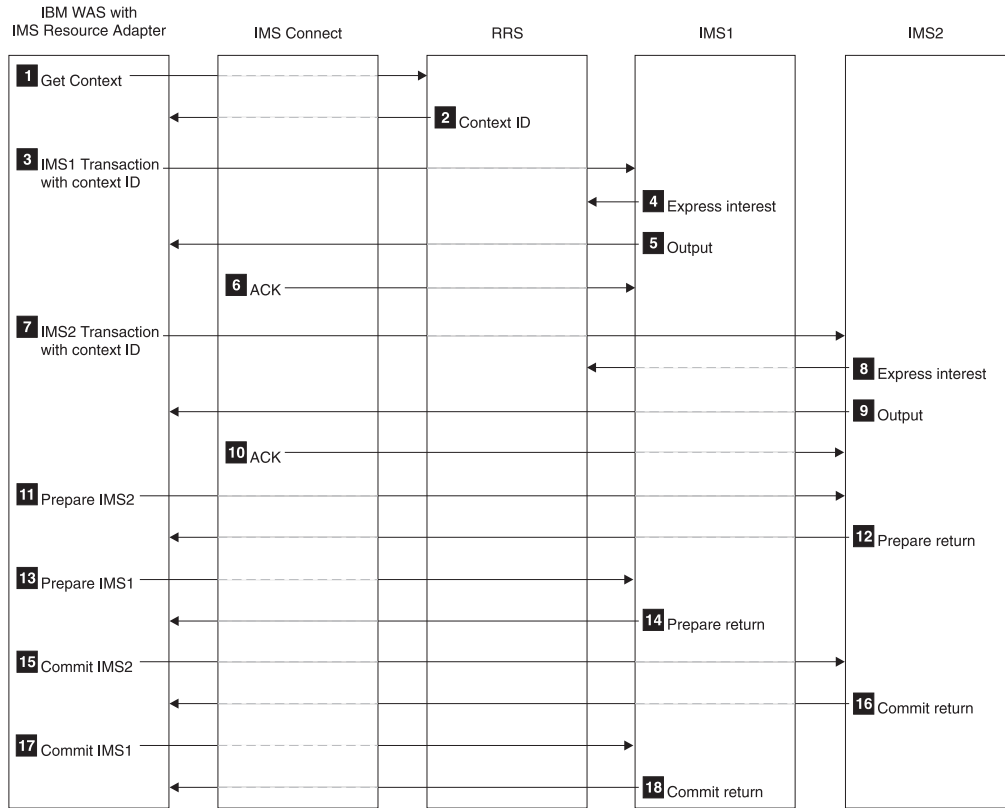 IBM WAS with
IMS Resource Adapter
IMS Connect
RRS
IMS1
IMS2
1 Get Context
2 Context ID
3 IMS1 Transaction
with context ID
4 Express interest
5 Output
6 ACK
7 IMS2 Transaction
with context ID
8 Express interest
9 Output
10 ACK
11 Prepare IMS2
12 Prepare return
13 Prepare IMS1
14 Prepare return
15 Commit IMS2
16 Commit return
17 Commit IMS1
18 Commit return